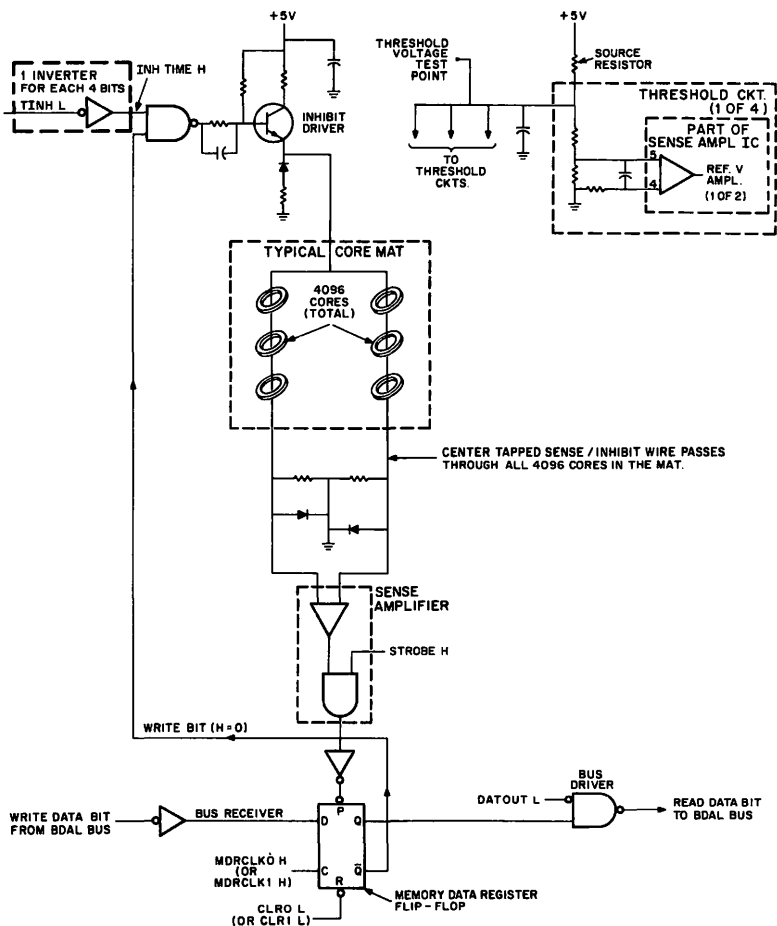 +5V
+5V
1 INVERTER
FOR EACH 4 BITS
TINH L
INH TIME H
INHIBIT
DRIVER
THRESHOLD
VOLTAGE
TEST
POINT
SOURCE
RESISTOR
THRESHOLD CKT.
(1 OF 4)
PART OF
SENSE AMPL IC
5
4
REF. V
AMPL.
(1 OF 2)
TO
THRESHOLD
CKTS.
TYPICAL CORE MAT
4096
CORES
(TOTAL)
CENTER TAPPED SENSE / INHIBIT WIRE PASSES
THROUGH ALL 4096 CORES IN THE MAT.
SENSE
AMPLIFIER
STROBE H
WRITE BIT (H=0)
WRITE DATA BIT
FROM BDAL BUS
BUS RECEIVER
P
D
Q
C
Q̅
R
MDRCLK0 H
(OR
MDRCLK1 H)
CLR0 L
(OR CLR1 L)
MEMORY DATA REGISTER
FLIP-FLOP
DATOUT L
BUS
DRIVER
READ DATA BIT
TO BDAL BUS